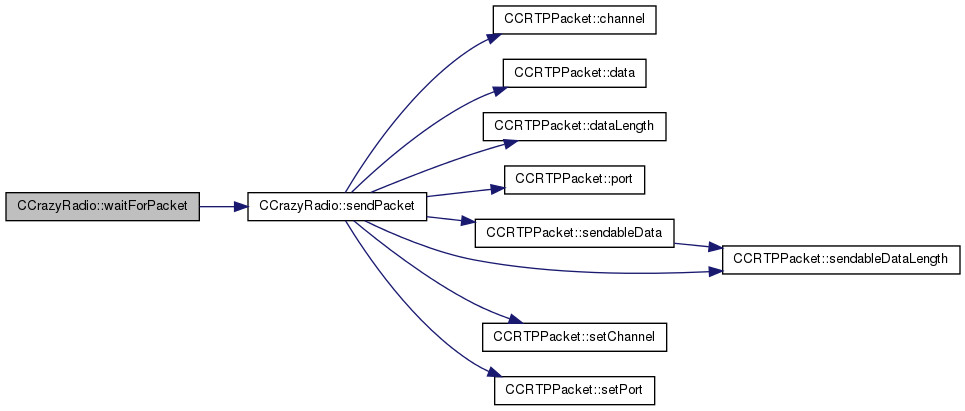 CCRTPPacket::channel
CCRTPPacket::data
CCRTPPacket::dataLength
CCRTPPacket::port
CCrazyRadio::waitForPacket
CCrazyRadio::sendPacket
CCRTPPacket::sendableData
CCRTPPacket::sendableDataLength
CCRTPPacket::setChannel
CCRTPPacket::setPort